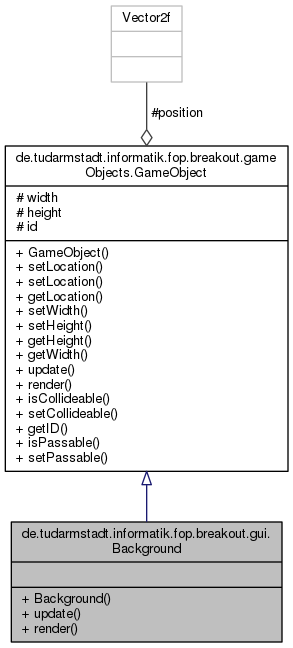 Vector2f
#position
de.tudarmstadt.informatik.fop.breakout.game
Objects.GameObject
# width
# height
# id
+ GameObject()
+ setLocation()
+ setLocation()
+ getLocation()
+ setWidth()
+ setHeight()
+ getHeight()
+ getWidth()
+ update()
+ render()
+ isCollideable()
+ setCollideable()
+ getID()
+ isPassable()
+ setPassable()
de.tudarmstadt.informatik.fop.breakout.gui.
Background
+ Background()
+ update()
+ render()